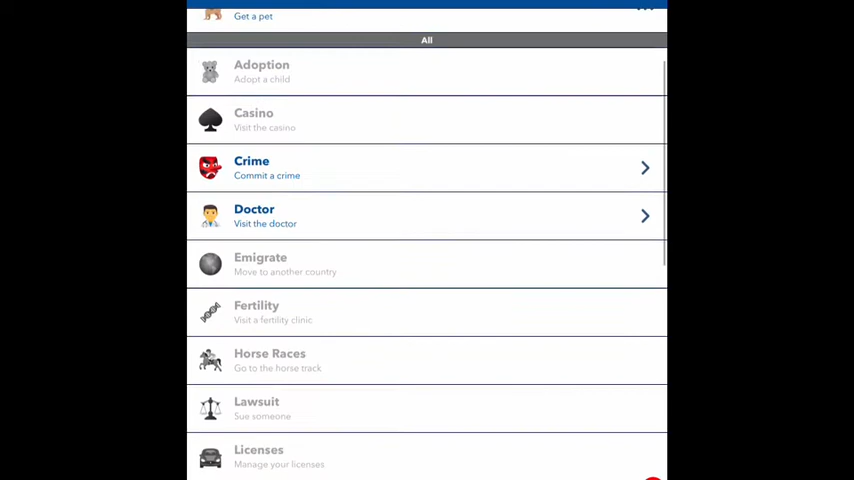 Get a pet
All
Adoption
Adopt a child
Casino
Visit the casino
Crime
Commit a crime
Doctor
Visit the doctor
Emigrate
Move to another country
Fertility
Visit a fertility clinic
Horse Races
Go to the horse track
Lawsuit
Sue someone
Licenses
Manage your licenses